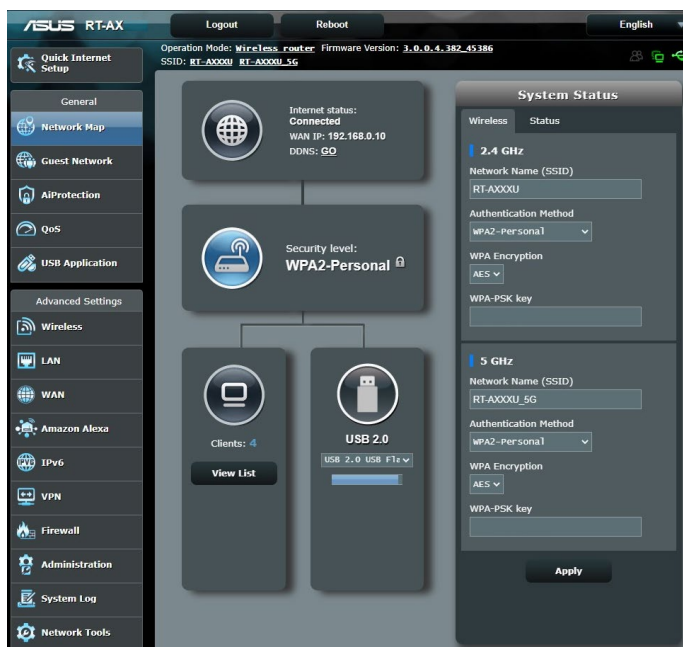 ASUS RT-AX
Logout
Reboot
English
Quick Internet
Setup
Operation Mode: Wireless router Firmware Version: 3.0.0.4.382_45386
SSID: RT-AXXXU RT-AXXXU_5G
General
Network Map
Guest Network
AiProtection
QoS
USB Application
Advanced Settings
Wireless
LAN
WAN
Amazon Alexa
IPv6
VPN
Firewall
Administration
System Log
Network Tools
Internet status:
Connected
WAN IP: 192.168.0.10
DDNS: GO
Security level:
WPA2-Personal
Clients: 4
View List
USB 2.0
USB 2.0 USB Fla
System Status
Wireless Status
2.4 GHz
Network Name (SSID)
RT-AXXXU
Authentication Method
WPA2-Personal
WPA Encryption
AES
WPA-PSK key
5 GHz
Network Name (SSID)
RT-AXXXU_5G
Authentication Method
WPA2-Personal
WPA Encryption
AES
WPA-PSK key
Apply